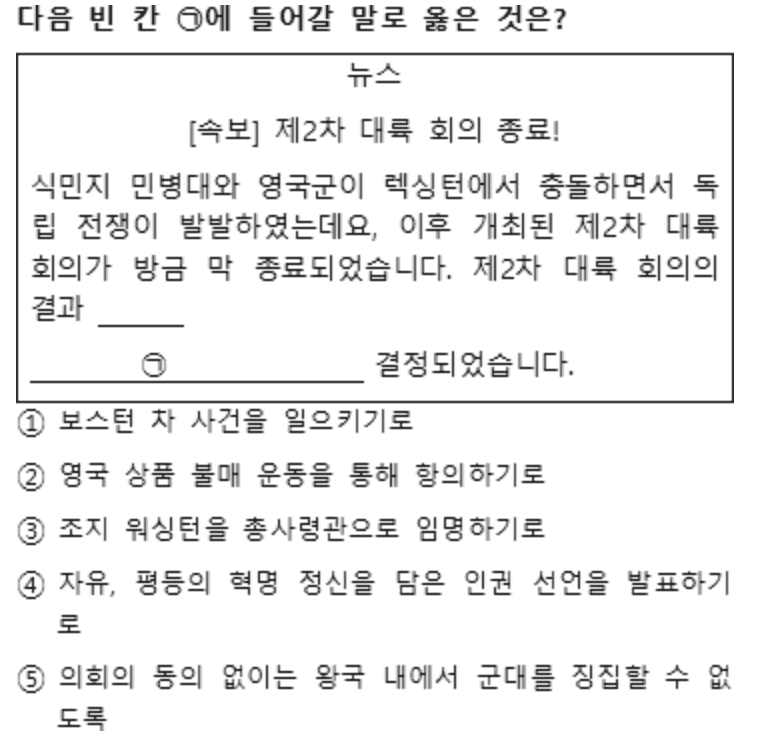 다음 빈 칸 ㉠에 들어갈 말로 옳은 것은?
뉴스
[속보] 제2차 대륙 회의 종료!
식민지 민병대와 영국군이 렉싱턴에서 충돌하면서 독
립 전쟁이 발발하였는데요, 이후 개최된 제2차 대륙
회의가 방금 막 종료되었습니다. 제2차 대륙 회의의
결과 ______
㉠ 결정되었습니다.
① 보스턴 차 사건을 일으키기로
② 영국 상품 불매 운동을 통해 항의하기로
③ 조지 워싱턴을 총사령관으로 임명하기로
④ 자유, 평등의 혁명 정신을 담은 인권 선언을 발표하기
로
⑤ 의회의 동의 없이는 왕국 내에서 군대를 징집할 수 없
도록